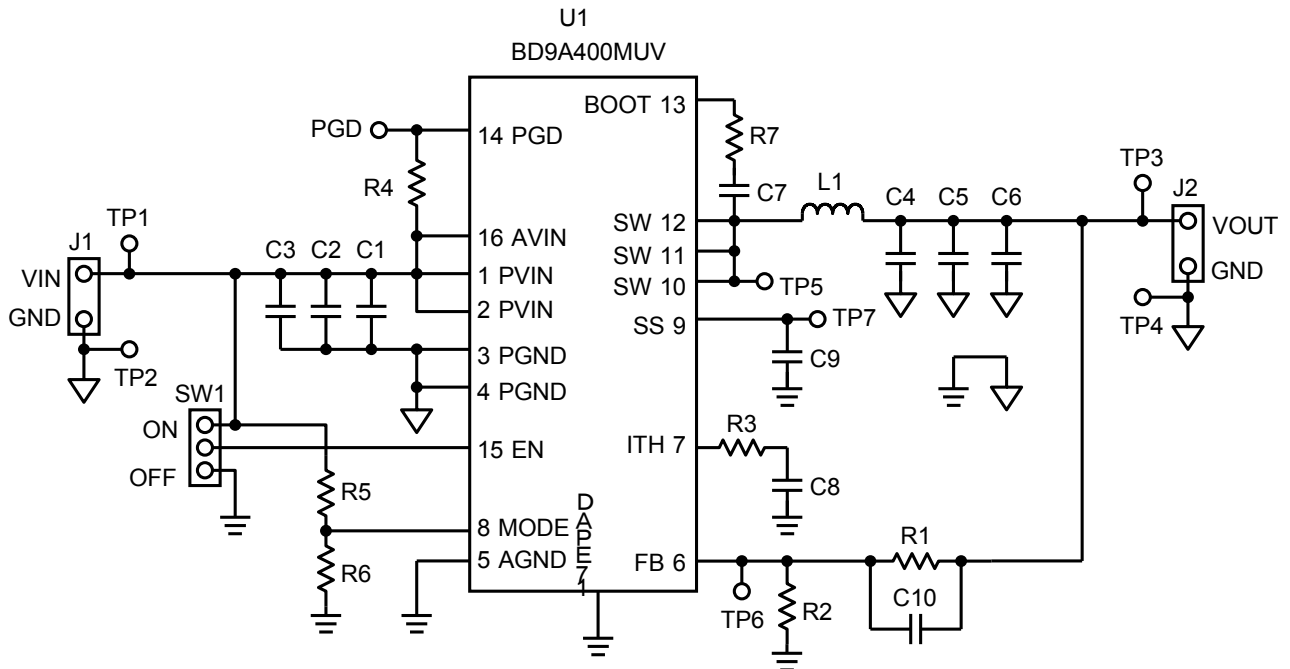 U1
BD9A400MUV
BOOT 13
PGD
14 PGD
R7
TP3
R4
C7
L1
C4
C5
C6
J2
TP1
16 AVIN
SW 12
VOUT
J1
C3
C2
C1
SW 11
VIN
1 PVIN
SW 10
TP5
GND
GND
2 PVIN
SS 9
TP7
TP4
TP2
3 PGND
C9
SW1
4 PGND
ON
15 EN
ITH 7
R3
OFF
R5
C8
8 MODE
5 AGND
E
P
A
D
17
R1
FB 6
R6
C10
TP6
R2